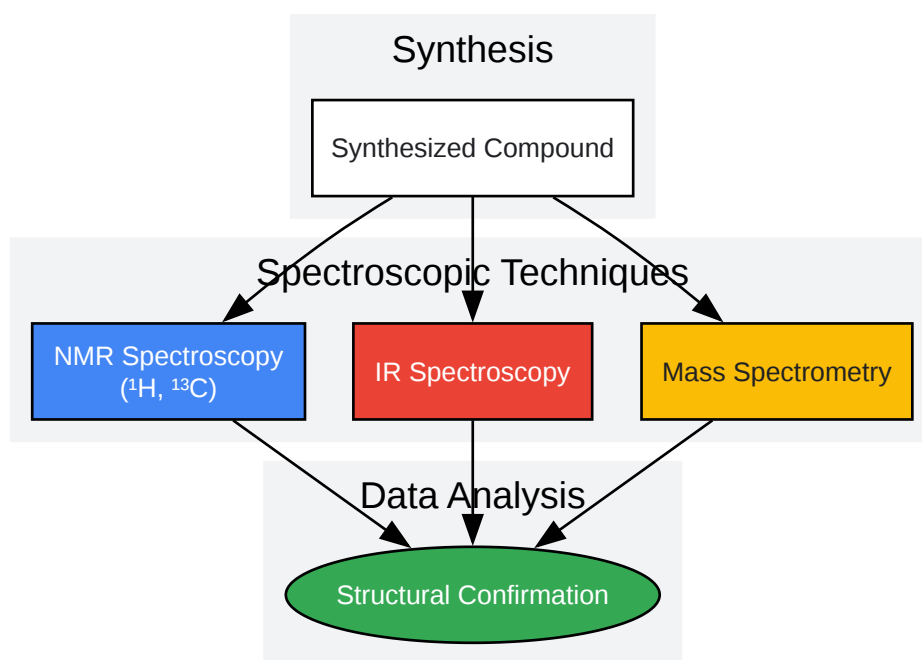 Synthesis
Synthesized Compound
Spectroscopic Techniques
NMR Spectroscopy
(¹H, ¹³C)
IR Spectroscopy
Mass Spectrometry
Data Analysis
Structural Confirmation